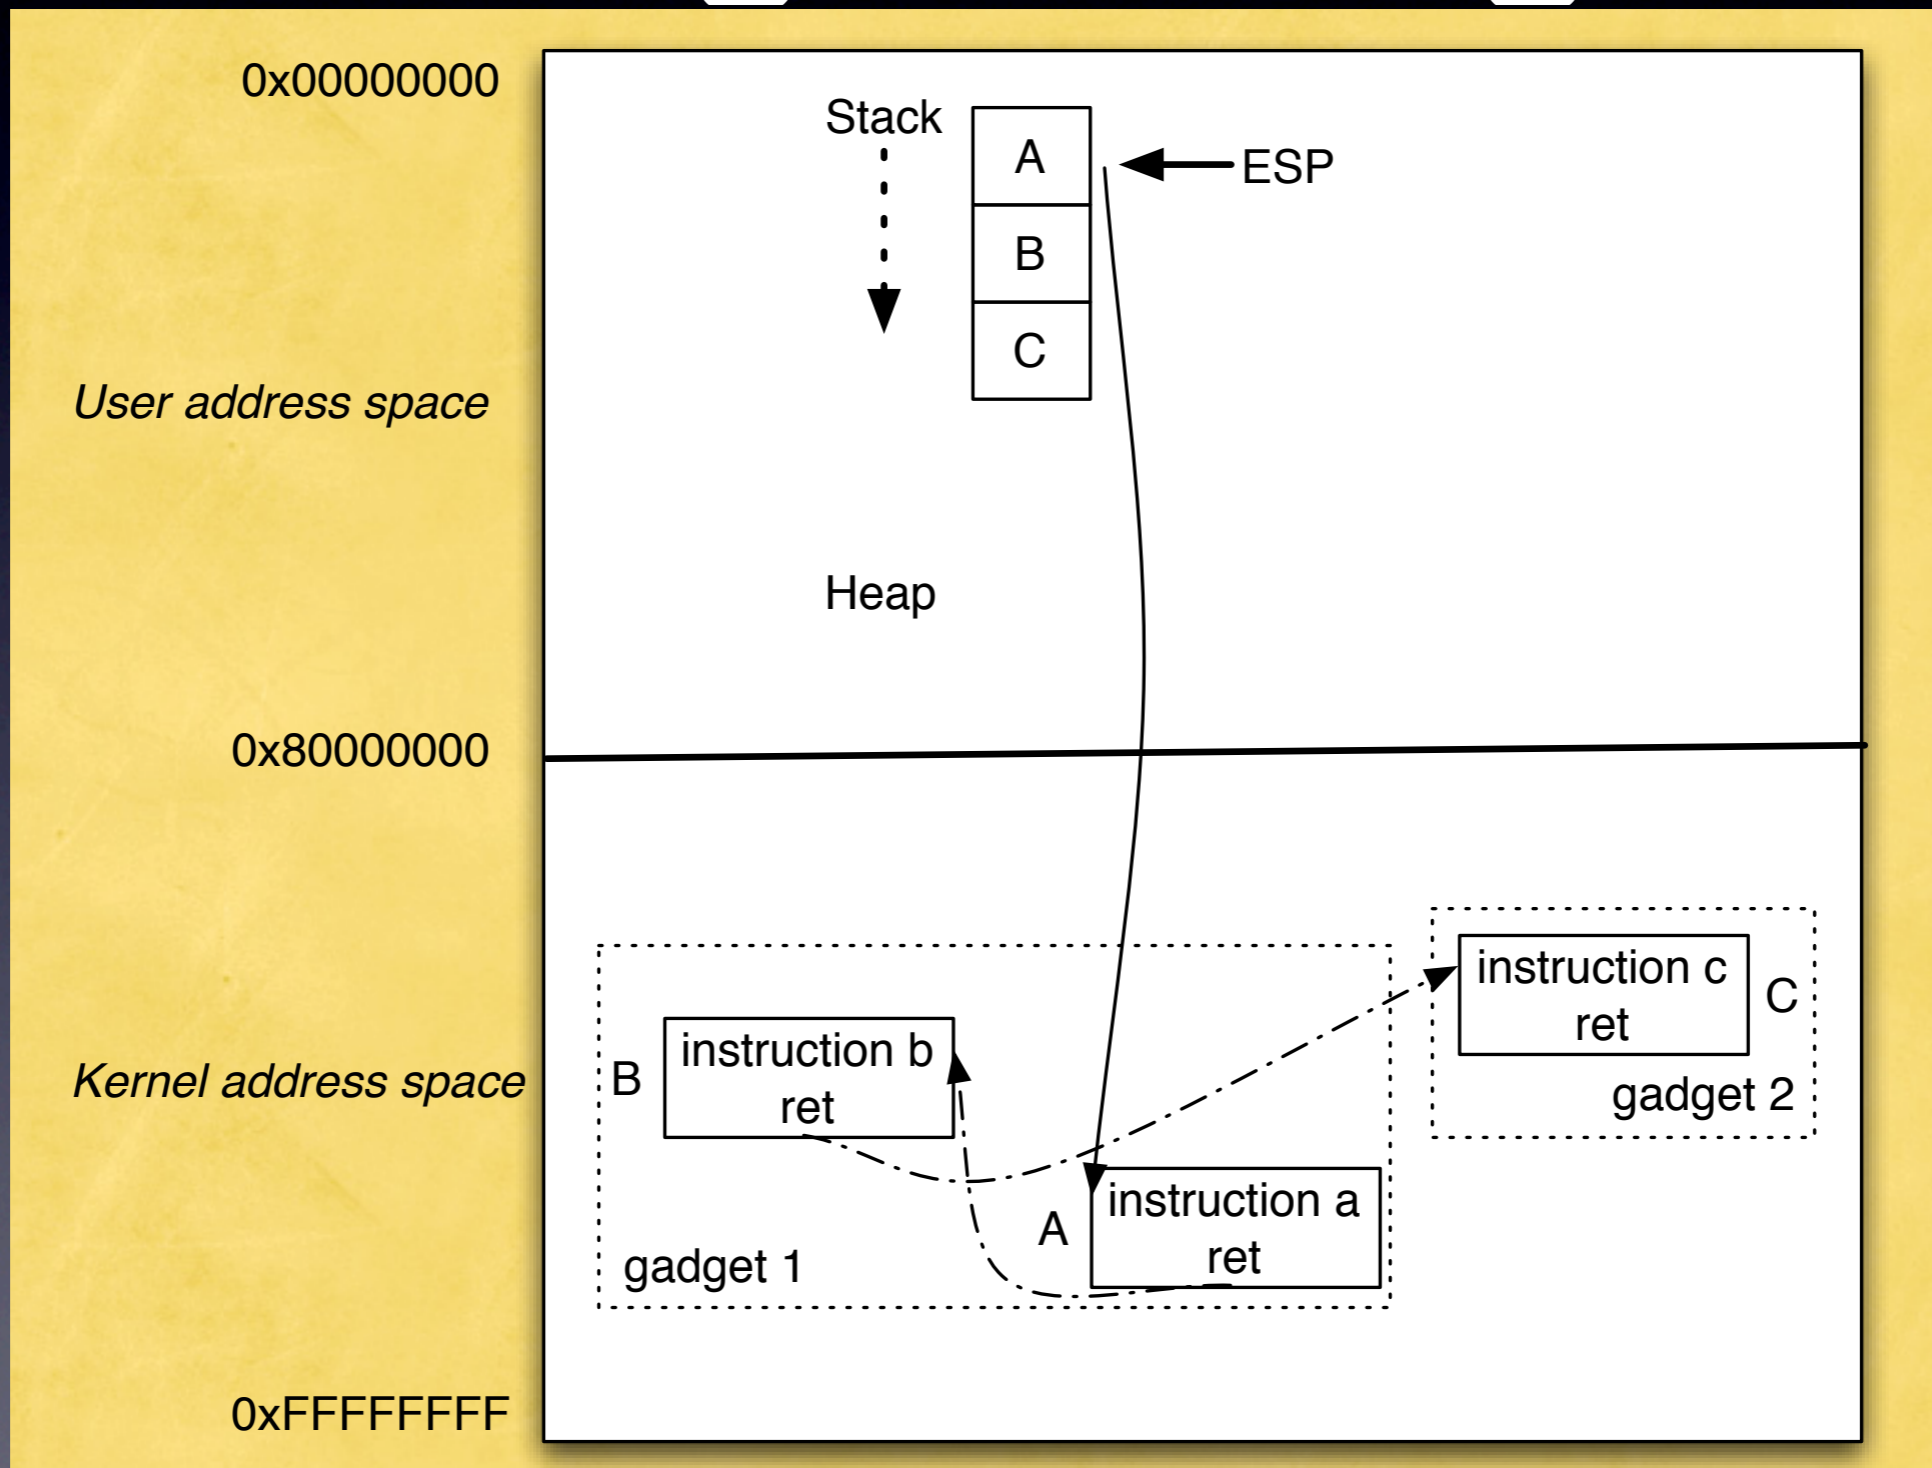 0x00000000
Stack
A
ESP
B
C
User address space
Heap
0x80000000
instruction c
ret
C
gadget 2
Kernel address space
B
instruction b
ret
A
instruction a
ret
gadget 1
0xFFFFFFFF